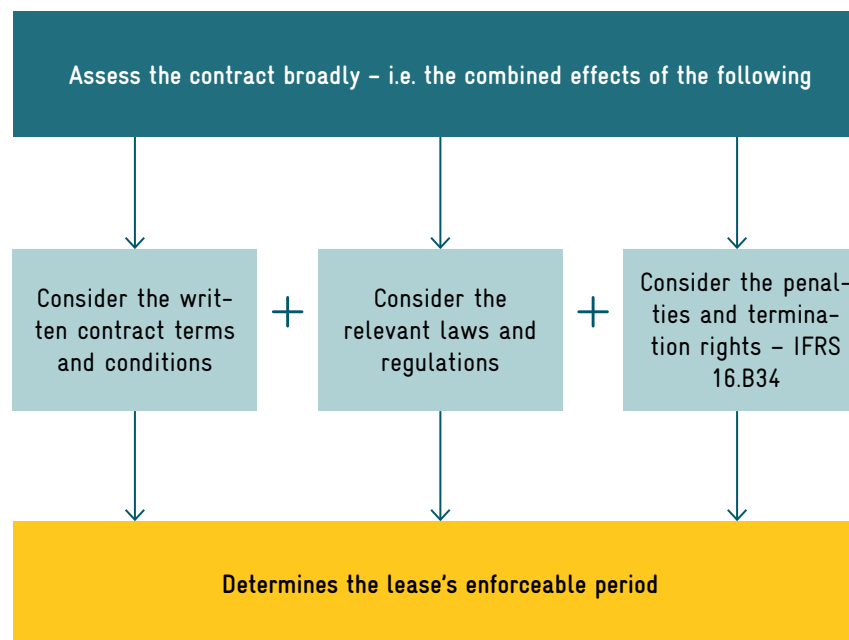 Assess the contract broadly – i.e. the combined effects of the following
Consider the writ-
ten contract terms
and conditions
+
Consider the
relevant laws and
regulations
+
Consider the penal-
ties and termina-
tion rights – IFRS
16.B34
Determines the lease's enforceable period